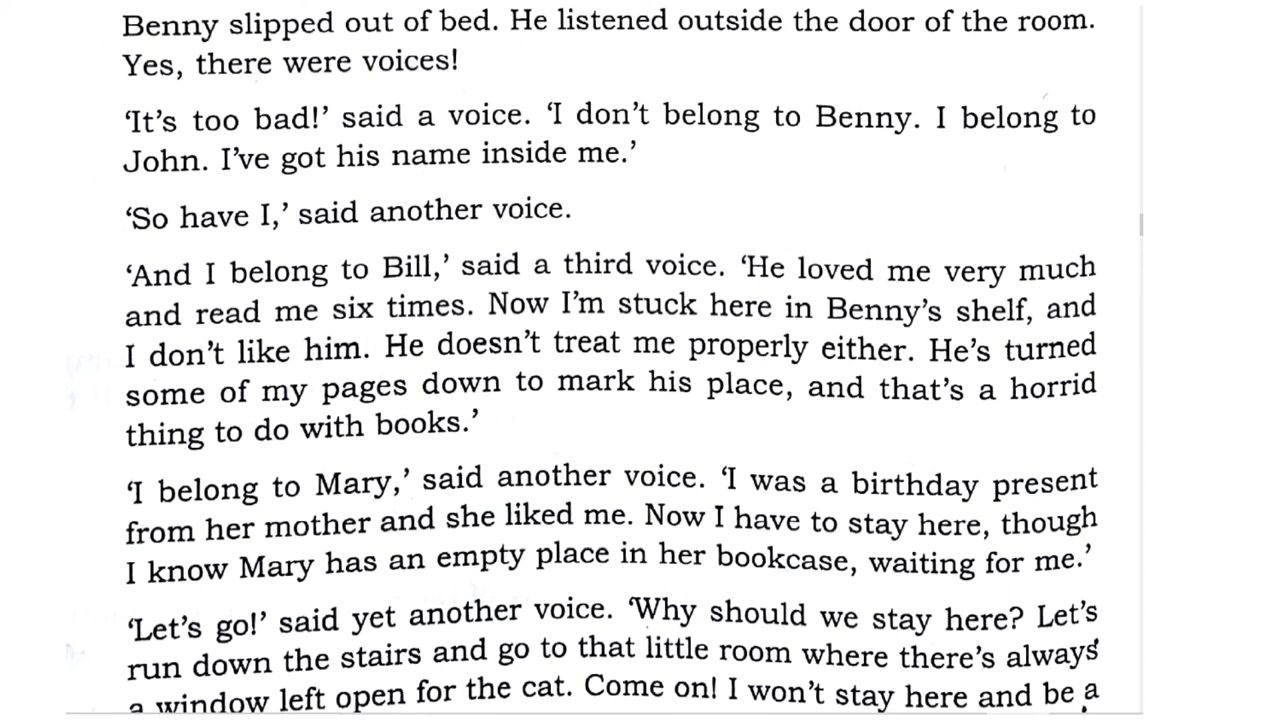 Benny slipped out of bed. He listened outside the door of the room.
Yes, there were voices!
‘It’s too bad!’ said a voice. ‘I don’t belong to Benny. I belong to
John. I’ve got his name inside me.’
‘So have I,’ said another voice.
‘And I belong to Bill,’ said a third voice. ‘He loved me very much
and read me six times. Now I’m stuck here in Benny’s shelf, and
I don’t like him. He doesn’t treat me properly either. He’s turned
some of my pages down to mark his place, and that’s a horrid
thing to do with books.’
‘I belong to Mary,’ said another voice. ‘I was a birthday present
from her mother and she liked me. Now I have to stay here, though
I know Mary has an empty place in her bookcase, waiting for me.’
‘Let’s go!’ said yet another voice. ‘Why should we stay here? Let’s
run down the stairs and go to that little room where there’s always
a window left open for the cat. Come on! I won’t stay here and be a